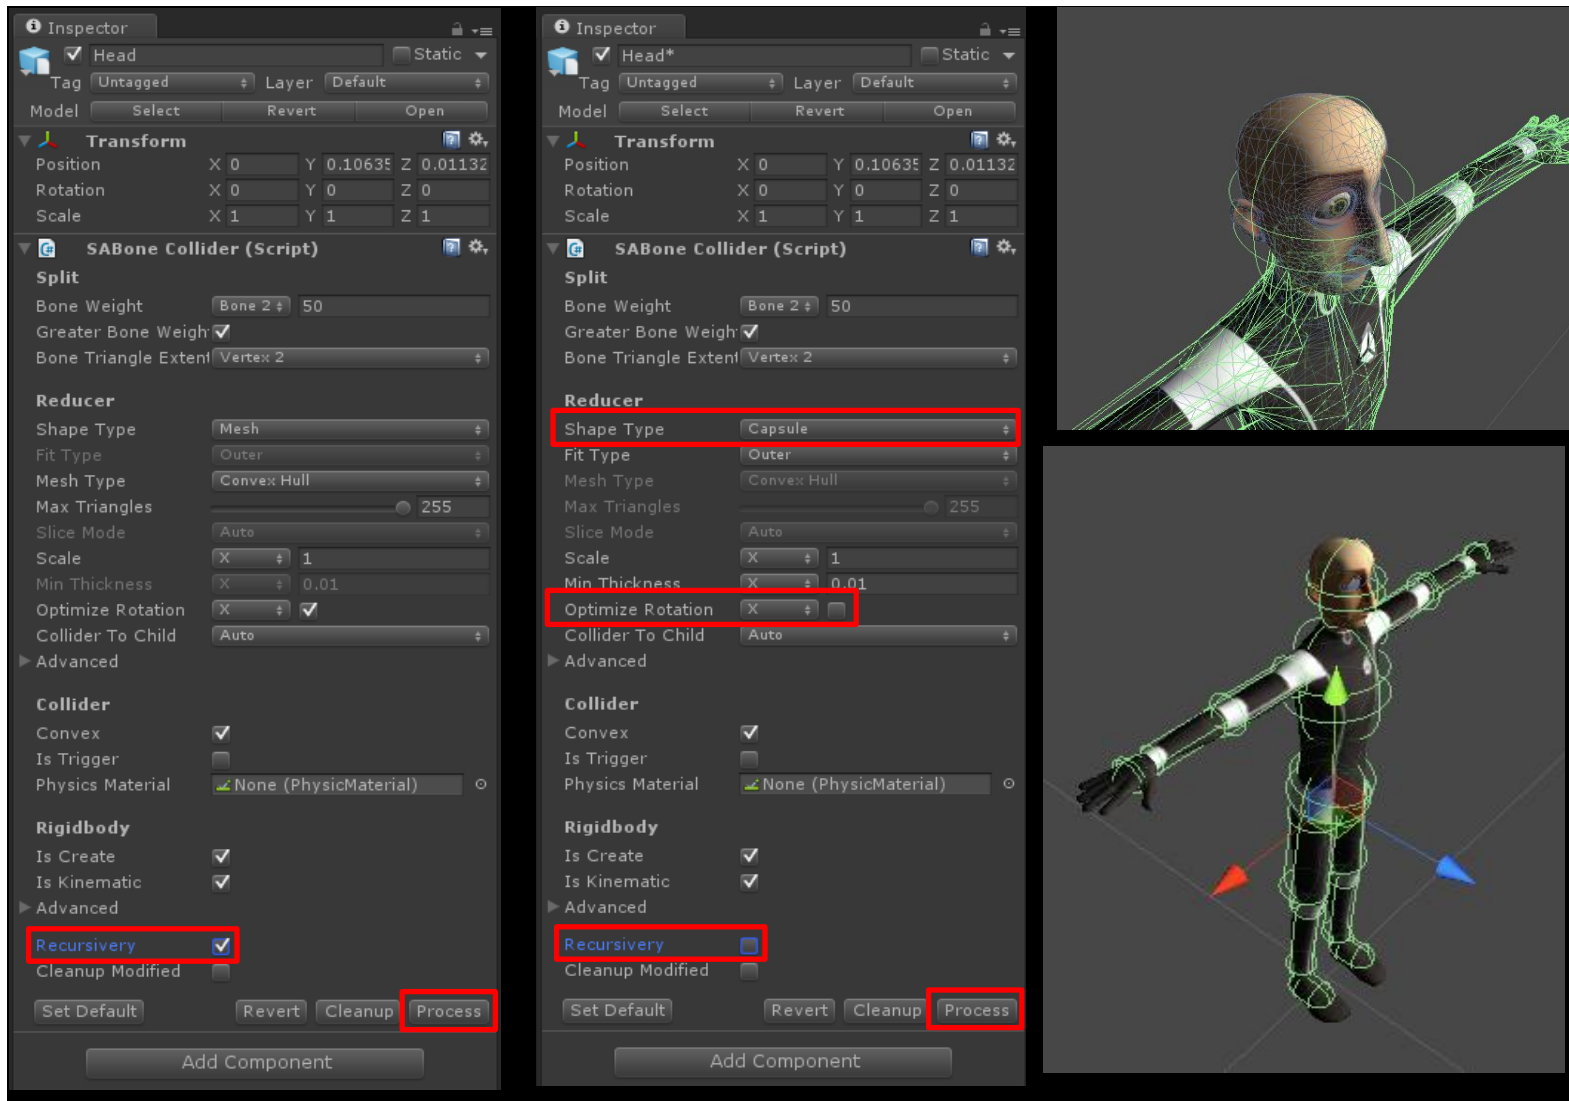 Inspector
Head Static
Tag Untagged Layer Default
Model Select Revert Open
Transform
Position X 0 Y 0.10635 Z 0.01132
Rotation X 0 Y 0 Z 0
Scale X 1 Y 1 Z 1
SABone Collider (Script)
Split
Bone Weight Bone 2 50
Greater Bone Weigh
Bone Triangle Extent Vertex 2
Reducer
Shape Type Mesh
Fit Type Outer
Mesh Type Convex Hull
Max Triangles 255
Slice Mode Auto
Scale X 1
Min Thickness X 0.01
Optimize Rotation X
Collider To Child Auto
Advanced
Collider
Convex
Is Trigger
Physics Material None (PhysicMaterial)
Rigidbody
Is Create
Is Kinematic
Advanced
Recursivery
Cleanup Modified
Set Default Revert Cleanup Process
Add Component
Inspector
Head* Static
Tag Untagged Layer Default
Model Select Revert Open
Transform
Position X 0 Y 0.10635 Z 0.01132
Rotation X 0 Y 0 Z 0
Scale X 1 Y 1 Z 1
SABone Collider (Script)
Split
Bone Weight Bone 2 50
Greater Bone Weigh
Bone Triangle Extent Vertex 2
Reducer
Shape Type Capsule
Fit Type Outer
Mesh Type Convex Hull
Max Triangles 255
Slice Mode Auto
Scale X 1
Min Thickness X 0.01
Optimize Rotation X
Collider To Child Auto
Advanced
Collider
Convex
Is Trigger
Physics Material None (PhysicMaterial)
Rigidbody
Is Create
Is Kinematic
Advanced
Recursivery
Cleanup Modified
Set Default Revert Cleanup Process
Add Component